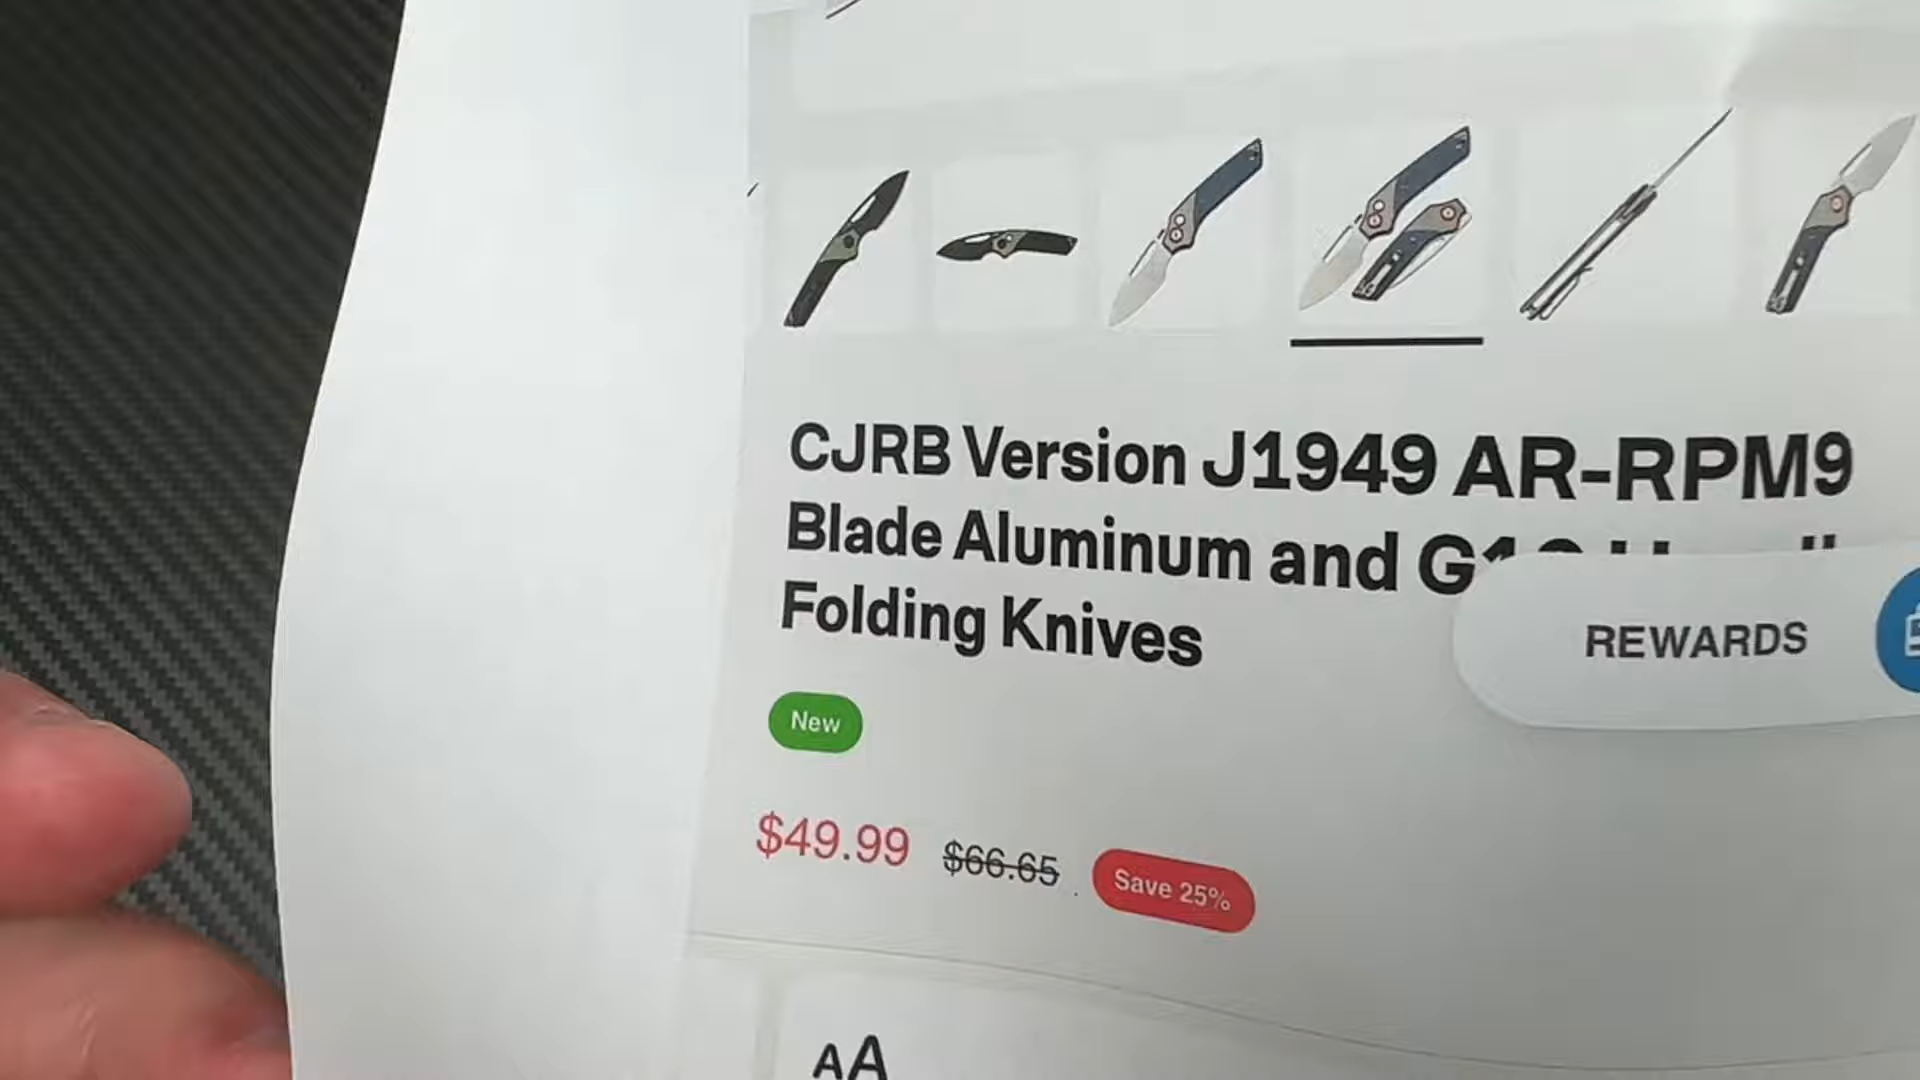 CJRB Version J1949 AR-RPM9
Blade Aluminum and
Folding Knives
REWARDS
New
$49.99 $66.65 Save 25%
AA